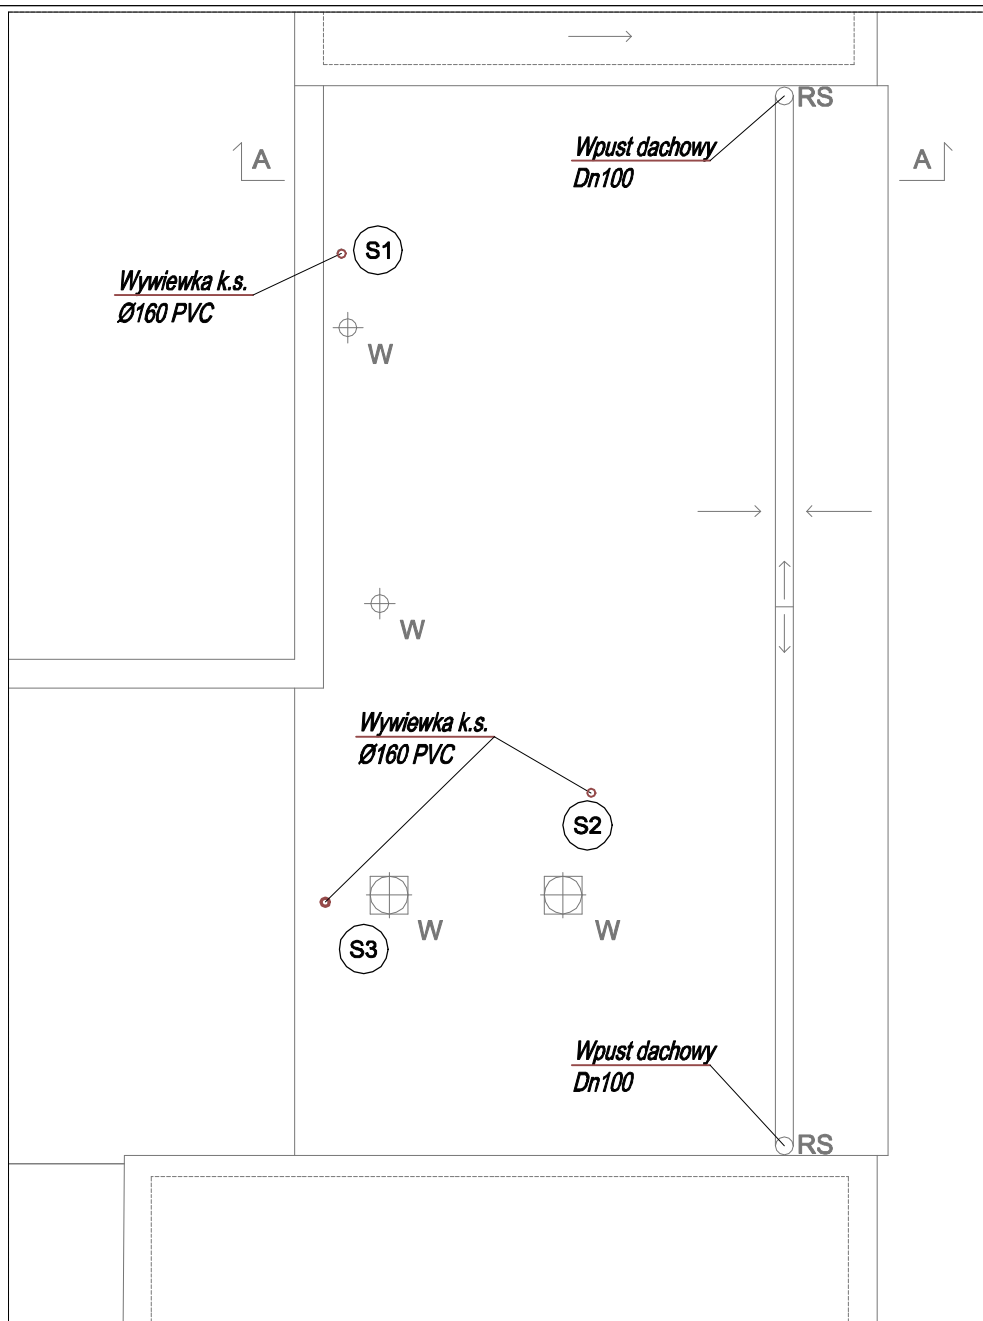 RS
Wpust dachowy
Dn100
A
A
S1
Wywiewka k.s.
Ø160 PVC
W
W
Wywiewka k.s.
Ø160 PVC
S2
W
W
S3
Wpust dachowy
Dn100
RS